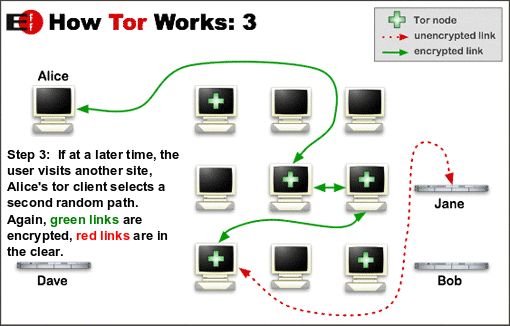 EFF How Tor Works: 3
Tor node
unencrypted link
encrypted link
Alice
Step 3: If at a later time, the
user visits another site,
Alice's tor client selects a
second random path.
Again, green links are
encrypted, red links are in
the clear.
Jane
Dave
Bob